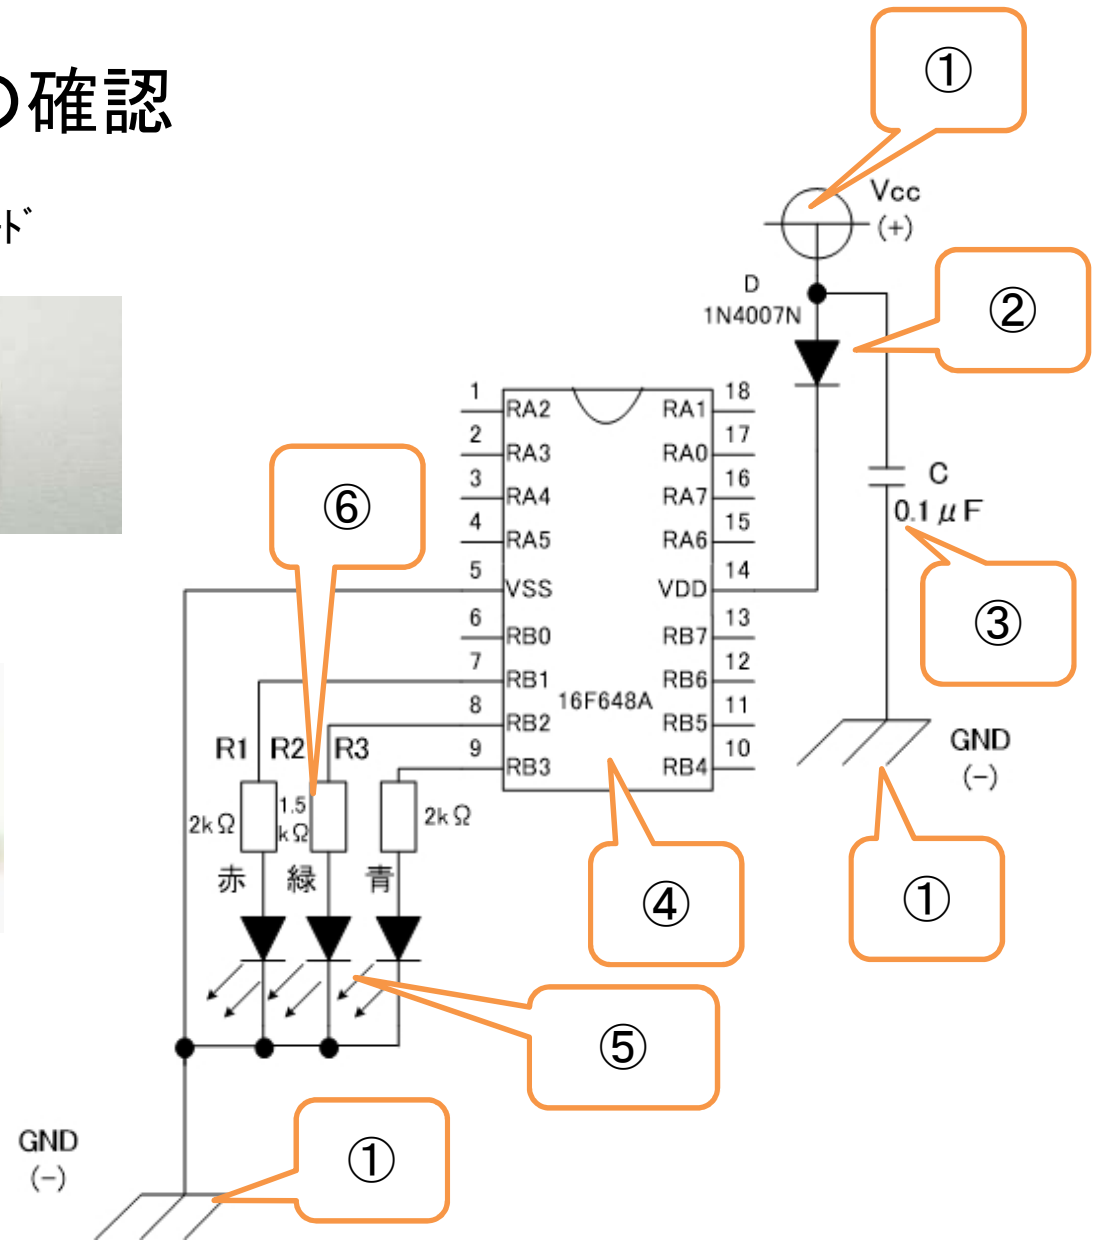 の確認
ﾄﾞ
①
Vcc
(+)
D
1N4007N
②
1
RA2
RA1
18
2
RA3
RA0
17
3
RA4
RA7
16
4
RA5
RA6
15
5
VSS
VDD
14
6
RB0
RB7
13
7
RB1
RB6
12
8
RB2
RB5
11
9
RB3
RB4
10
16F648A
C
0.1μF
③
⑥
R1
R2
R3
2kΩ
1.5
kΩ
2kΩ
赤
緑
青
GND
(-)
④
①
⑤
GND
(-)
①